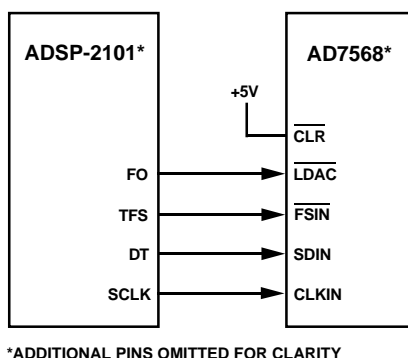 ADSP-2101*
AD7568*
+5V
CLR
FO
LDAC
TFS
FSIN
DT
SDIN
SCLK
CLKIN
*ADDITIONAL PINS OMITTED FOR CLARITY